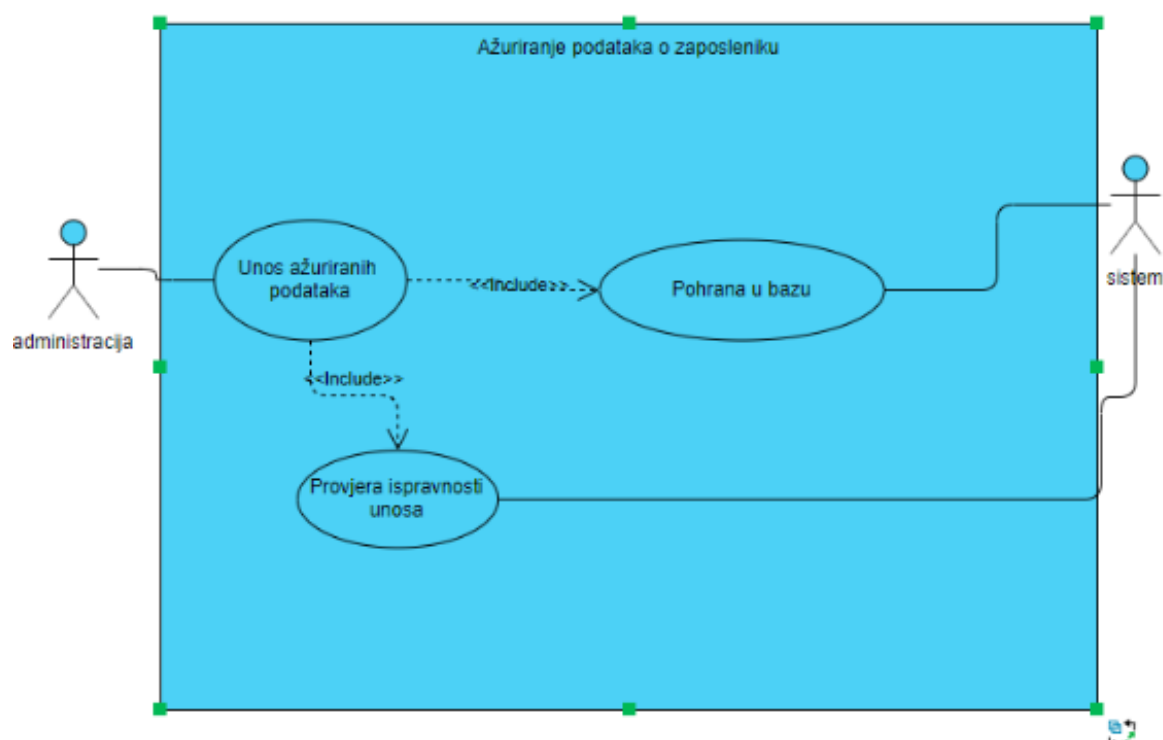 Ažuriranje podataka o zaposleniku
administracija
Unos ažuriranih
podataka
<<Include>>
Pohrana u bazu
sistem
<<Include>>
Provjera ispravnosti
unosa